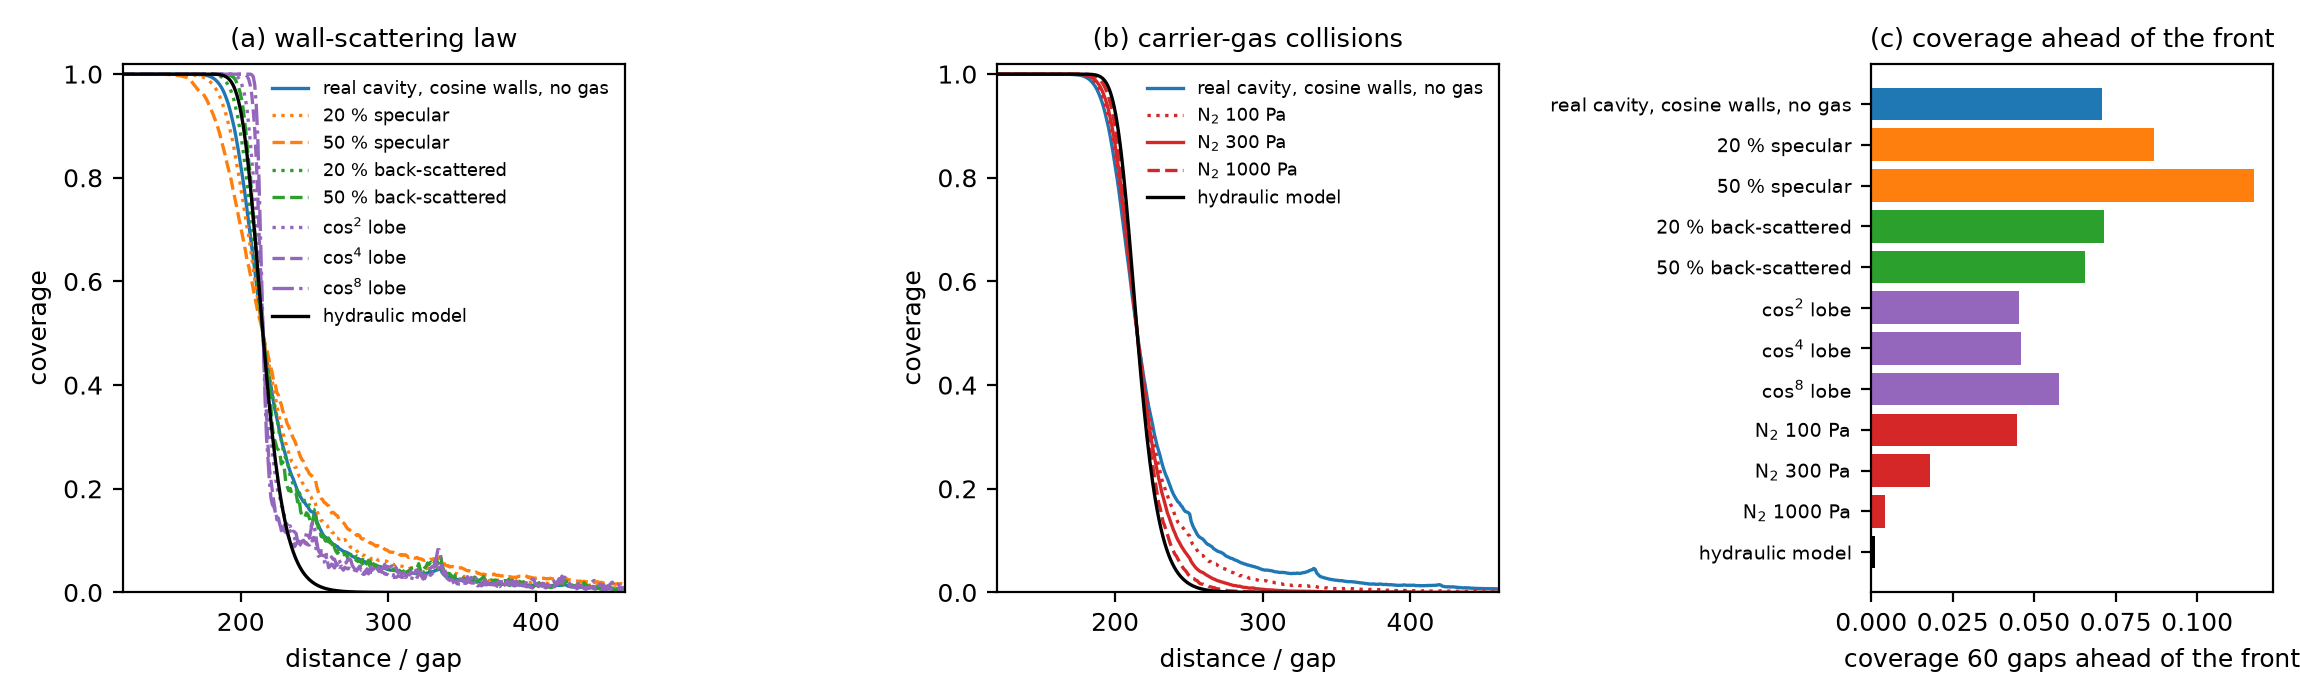 (a) wall-scattering law
coverage
1.0
0.8
0.6
0.4
0.2
0.0
real cavity, cosine walls, no gas
20 % specular
50 % specular
20 % back-scattered
50 % back-scattered
cos² lobe
cos⁴ lobe
cos⁸ lobe
hydraulic model
200 300 400
distance / gap
(b) carrier-gas collisions
coverage
1.0
0.8
0.6
0.4
0.2
0.0
real cavity, cosine walls, no gas
N₂ 100 Pa
N₂ 300 Pa
N₂ 1000 Pa
hydraulic model
200 300 400
distance / gap
(c) coverage ahead of the front
real cavity, cosine walls, no gas
20 % specular
50 % specular
20 % back-scattered
50 % back-scattered
cos² lobe
cos⁴ lobe
cos⁸ lobe
N₂ 100 Pa
N₂ 300 Pa
N₂ 1000 Pa
hydraulic model
0.000 0.025 0.050 0.075 0.100
coverage 60 gaps ahead of the front